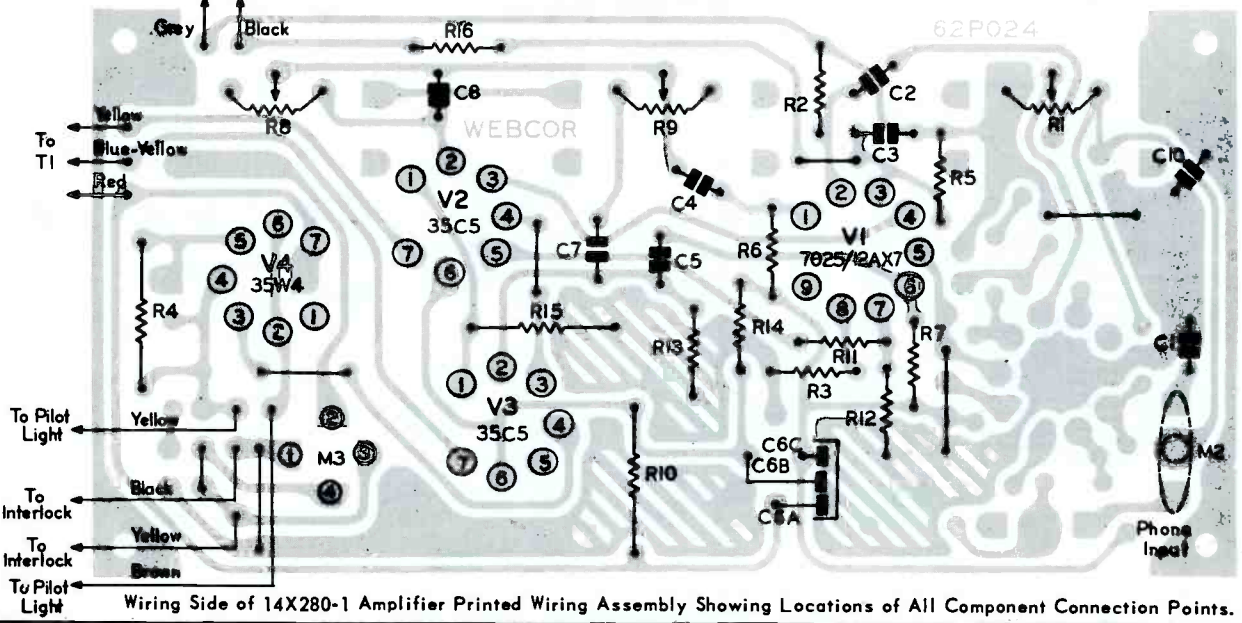 Grey
Black
R16
62P024
C8
R8
R9
R2
C2
R1
Yellow
To
T1
Blue-Yellow
Red
WEBCOR
C3
R5
C10
1
2
3
4
5
6
7
V2
35C5
C4
1
2
3
4
5
6
7
8
9
V1
7025/12AX7
5
6
7
4
3
2
1
V4
35W4
C7
C5
R6
R4
R15
R13
R14
R11
R7
R3
R12
1
2
3
4
5
6
7
V3
35C5
To Pilot
Light
Yellow
1
2
3
4
M3
R10
C6C
C6B
C6A
M2
Phono
Input
Black
To
Interlock
Yellow
To
Interlock
Brown
To Pilot
Light
Wiring Side of 14X280-1 Amplifier Printed Wiring Assembly Showing Locations of All Component Connection Points.